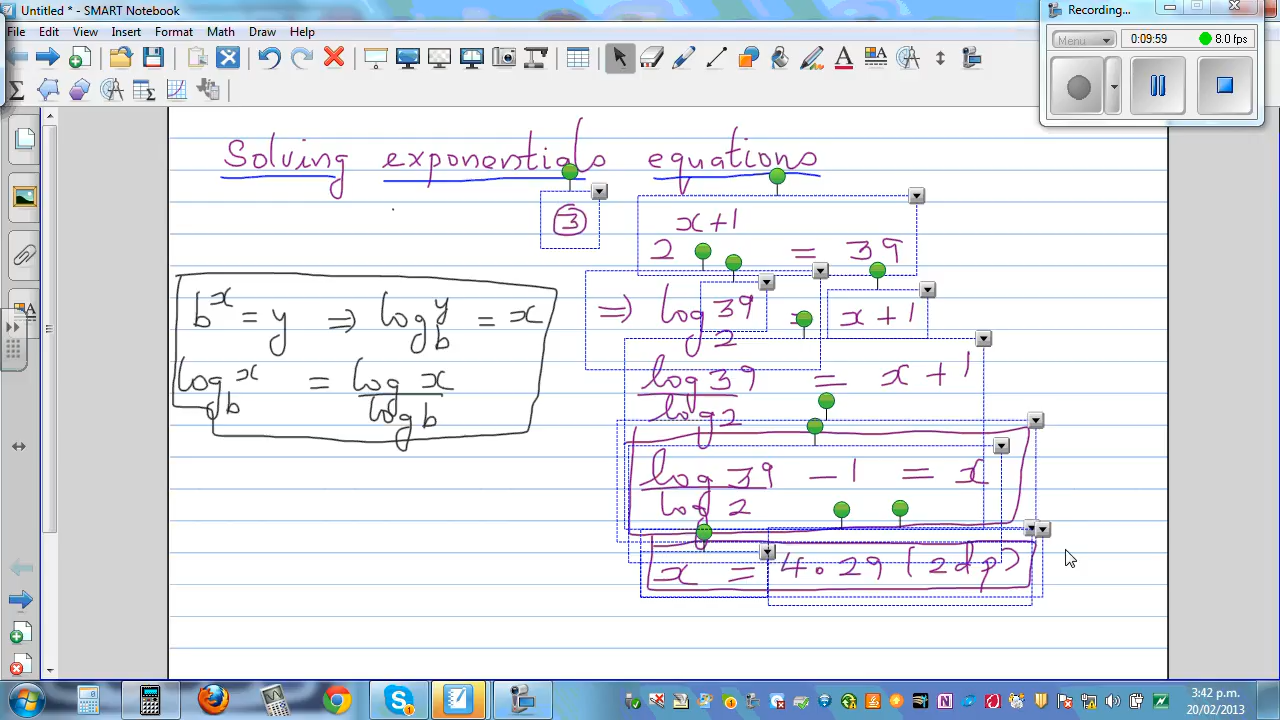 Untitled * - SMART Notebook
Recording...
File Edit View Insert Format Math Draw Help
Menu 0:09:59 8.0 fps
Solving exponentials equations
③ 2^(x+1) = 39
b^x = y ⇒ log_b y = x
⇒ log_2 39 = x + 1
log_b x = log x / log b
log 39 / log 2 = x + 1
log 39 / log 2 - 1 = x
x = 4.29 (2dp)
3:42 p.m.
20/02/2013